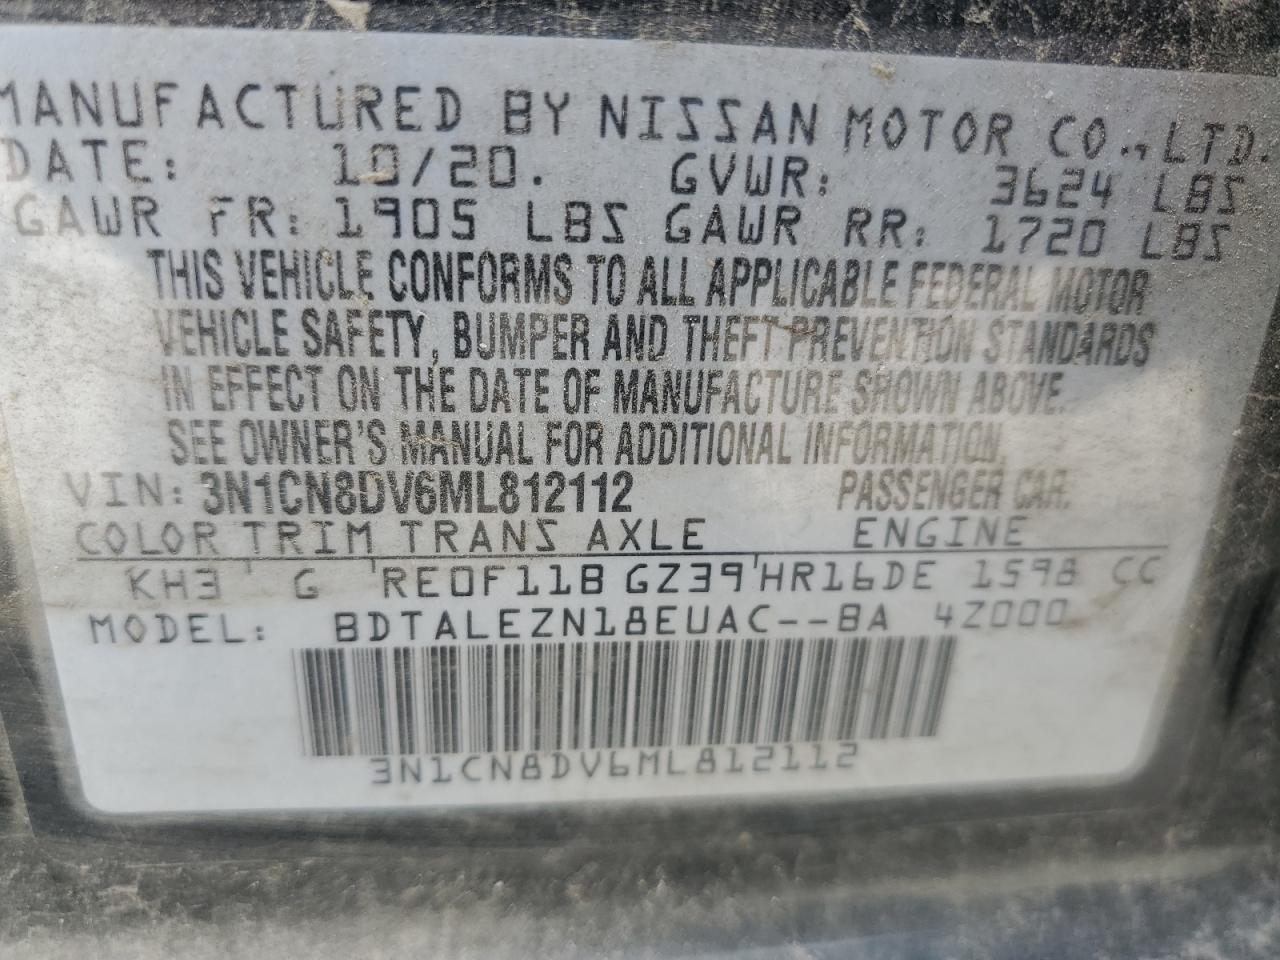 MANUFACTURED BY NISSAN MOTOR CO., LTD.
DATE: 10/20. GVWR: 3624 LBS
GAWR FR: 1905 LBS GAWR RR: 1720 LBS
THIS VEHICLE CONFORMS TO ALL APPLICABLE FEDERAL MOTOR
VEHICLE SAFETY, BUMPER AND THEFT PREVENTION STANDARDS
IN EFFECT ON THE DATE OF MANUFACTURE SHOWN ABOVE.
SEE OWNER'S MANUAL FOR ADDITIONAL INFORMATION.
VIN: 3N1CN8DV6ML812112 PASSENGER CAR.
COLOR TRIM TRANS AXLE ENGINE
KH3 G RE0F11B GZ39 HR16DE 1598 CC
MODEL: BDTALEZN18EUAC--BA 4Z000
3N1CN8DV6ML812112